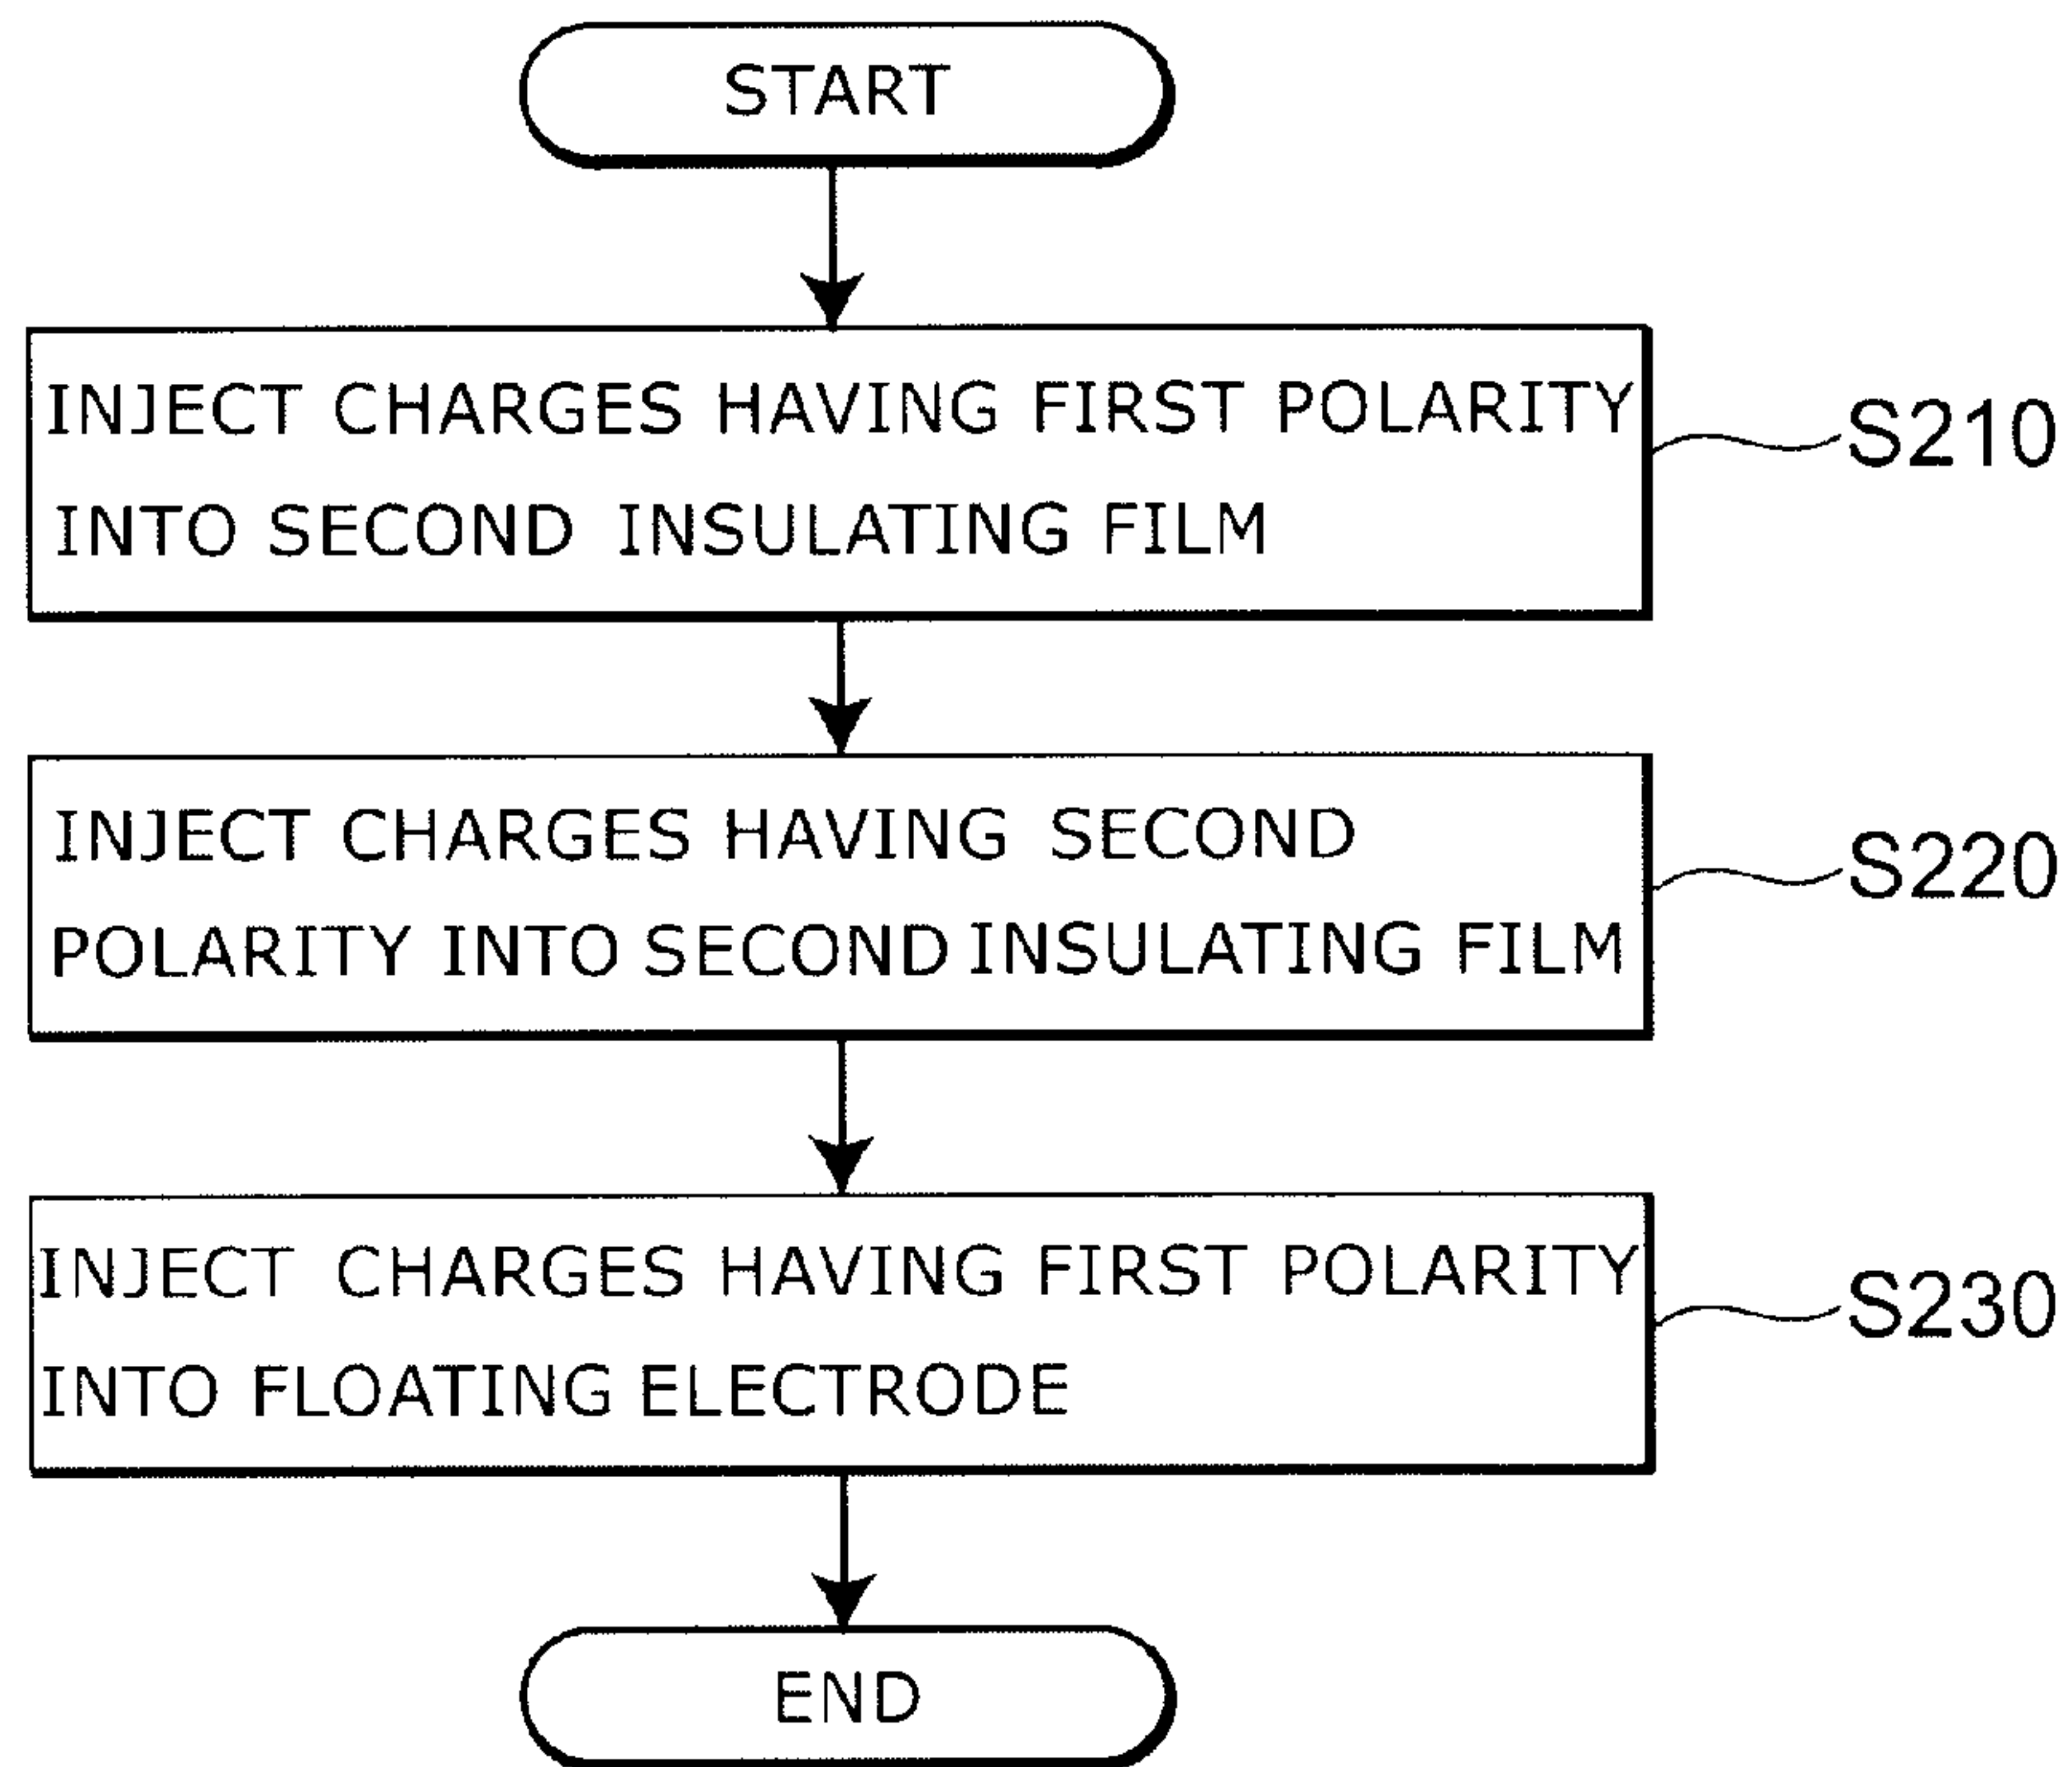 START
INJECT CHARGES HAVING FIRST POLARITY
INTO SECOND INSULATING FILM
S210
INJECT CHARGES HAVING SECOND
POLARITY INTO SECOND INSULATING FILM
S220
INJECT CHARGES HAVING FIRST POLARITY
INTO FLOATING ELECTRODE
S230
END